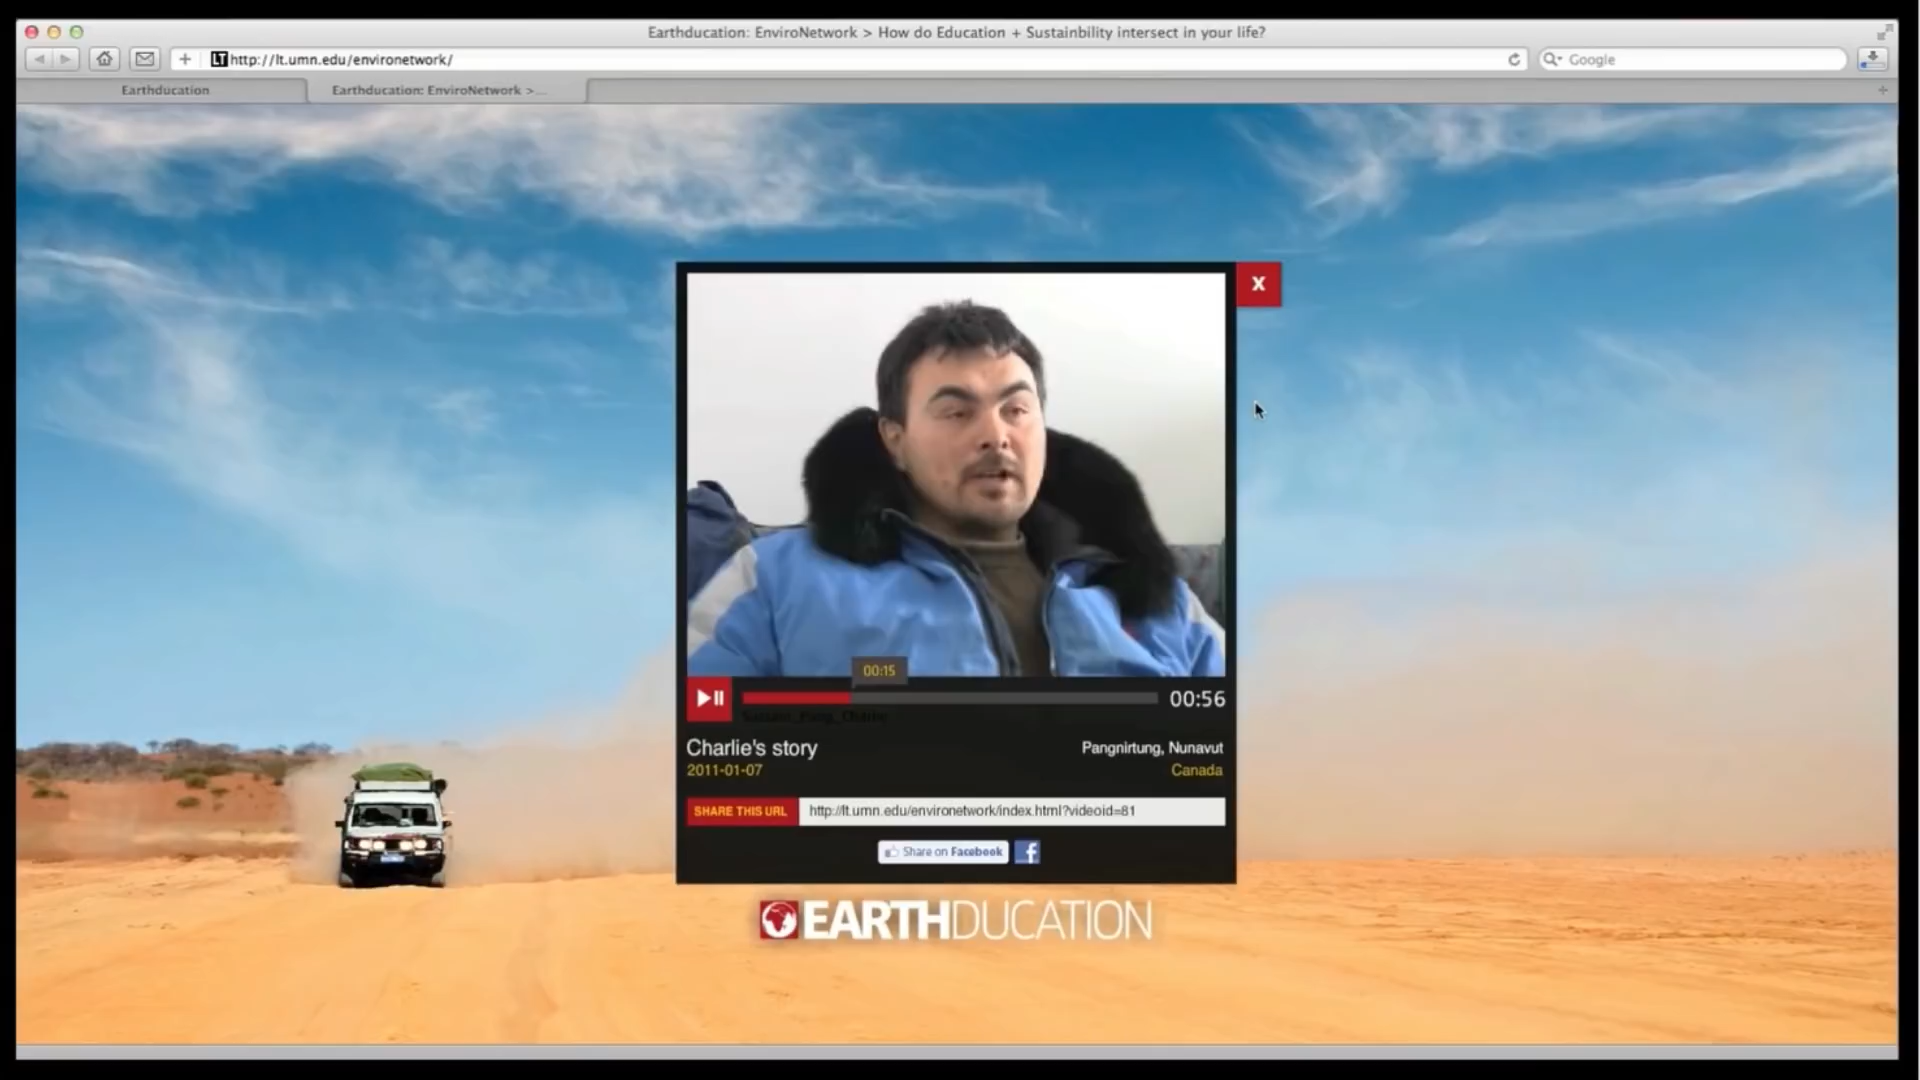 Earthducation: EnviroNetwork > How do Education + Sustainbility intersect in your life?
LT http://lt.umn.edu/environetwork/
Google
Earthducation
Earthducation: EnviroNetwork >...
X
00:15
00:56
Charlie's story
Pangnirtung, Nunavut
2011-01-07
Canada
SHARE THIS URL
http://lt.umn.edu/environetwork/index.html?videoid=81
Share on Facebook
f
EARTHDUCATION